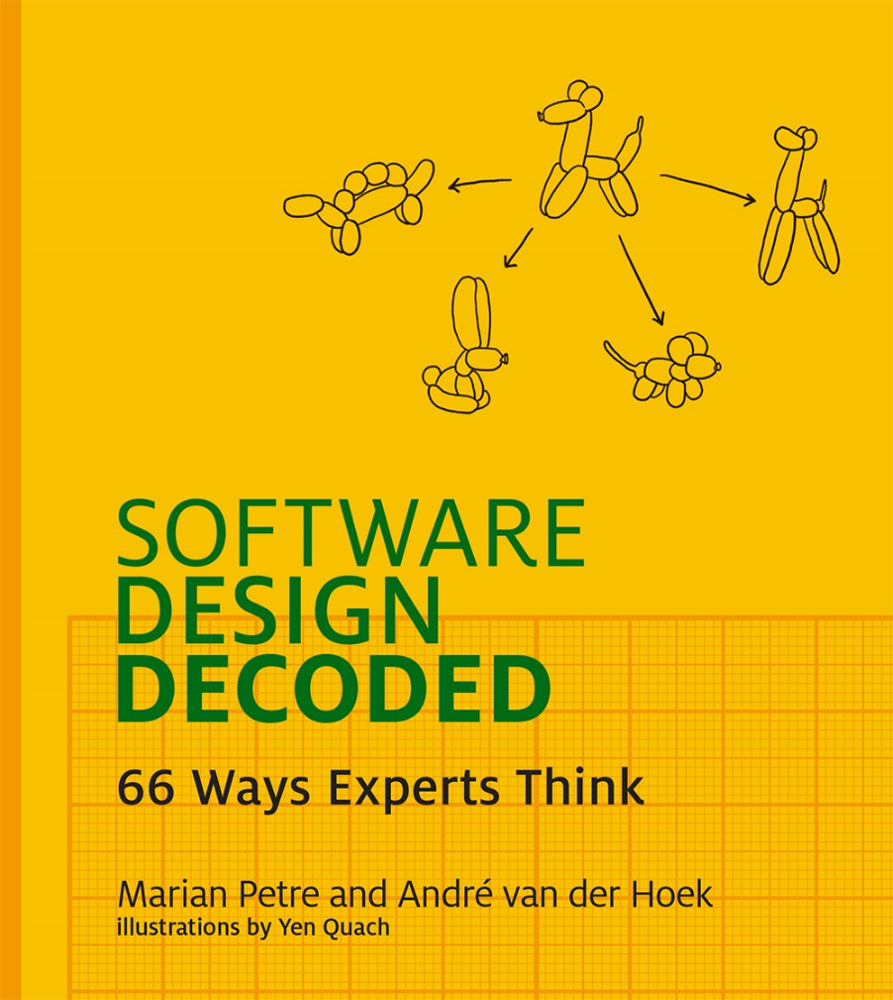 SOFTWARE
DESIGN
DECODED
66 Ways Experts Think
Marian Petre and André van der Hoek
illustrations by Yen Quach